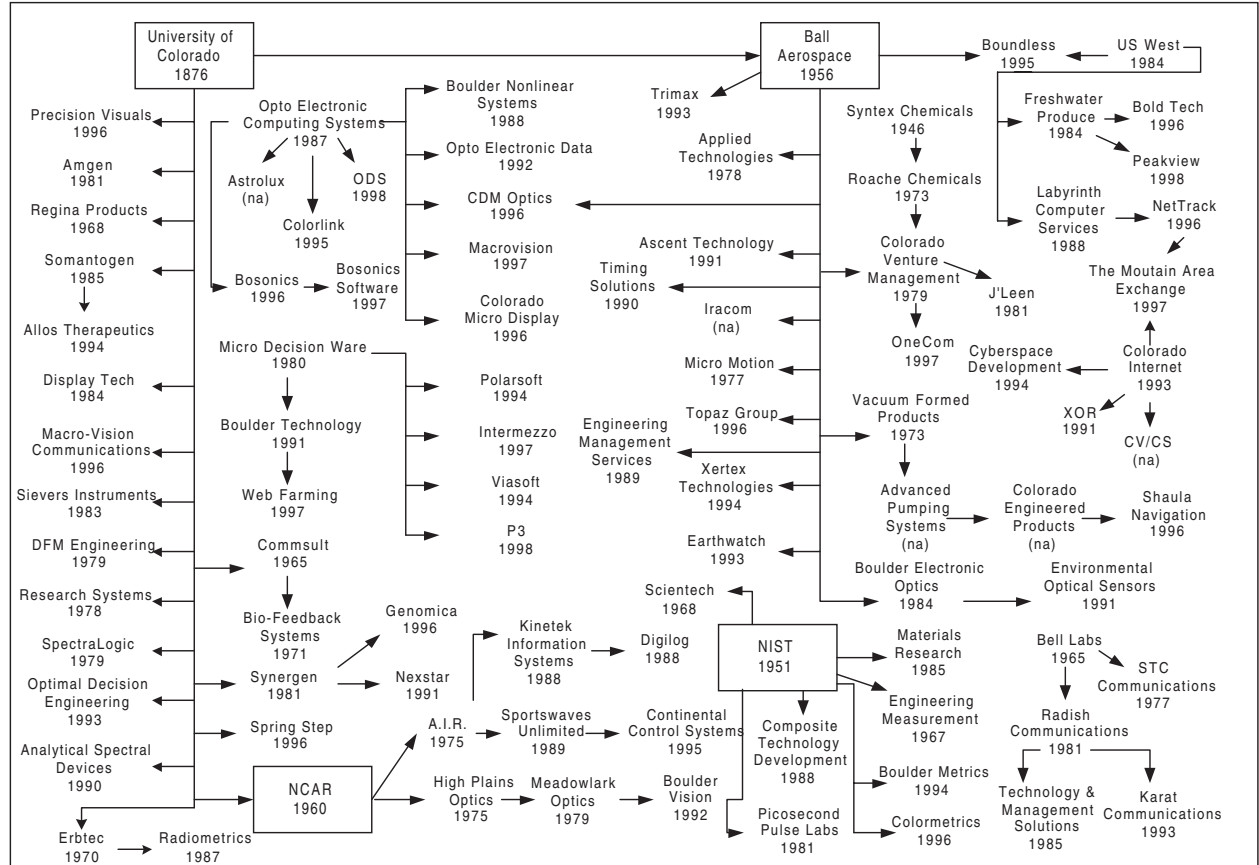 University of
Colorado
1876
Ball
Aerospace
1956
Boundless
1995
US West
1984
Precision Visuals
1996
Amgen
1981
Regina Products
1968
Somantogen
1985
Allos Therapeutics
1994
Display Tech
1984
Macro-Vision
Communications
1996
Sievers Instruments
1983
DFM Engineering
1979
Research Systems
1978
SpectraLogic
1979
Optimal Decision
Engineering
1993
Analytical Spectral
Devices
1990
Erbtec
1970
Radiometrics
1987
Opto Electronic
Computing Systems
1987
Astrolux
(na)
ODS
1998
Colorlink
1995
Bosonics
1996
Bosonics
Software
1997
Boulder Nonlinear
Systems
1988
Opto Electronic Data
1992
CDM Optics
1996
Macrovision
1997
Colorado
Micro Display
1996
Micro Decision Ware
1980
Boulder Technology
1991
Web Farming
1997
Polarsoft
1994
Intermezzo
1997
Viasoft
1994
P3
1998
Commsult
1965
Bio-Feedback
Systems
1971
Synergen
1981
Genomica
1996
Nexstar
1991
Spring Step
1996
NCAR
1960
A.I.R.
1975
Kinetek
Information
Systems
1988
Digilog
1988
Sportswaves
Unlimited
1989
Continental
Control Systems
1995
High Plains
Optics
1975
Meadowlark
Optics
1979
Boulder
Vision
1992
Trimax
1993
Applied
Technologies
1978
Ascent Technology
1991
Timing
Solutions
1990
Iracom
(na)
Micro Motion
1977
Topaz Group
1996
Engineering
Management
Services
1989
Xertex
Technologies
1994
Earthwatch
1993
Syntex Chemicals
1946
Roache Chemicals
1973
Colorado
Venture
Management
1979
J'Leen
1981
OneCom
1997
Vacuum Formed
Products
1973
Advanced
Pumping
Systems
(na)
Colorado
Engineered
Products
(na)
Shaula
Navigation
1996
Boulder Electronic
Optics
1984
Environmental
Optical Sensors
1991
Freshwater
Produce
1984
Bold Tech
1996
Peakview
1998
Labyrinth
Computer
Services
1988
NetTrack
1996
The Moutain Area
Exchange
1997
Cyberspace
Development
1994
Colorado
Internet
1993
XOR
1991
CV/CS
(na)
Scientech
1968
NIST
1951
Materials
Research
1985
Engineering
Measurement
1967
Composite
Technology
Development
1988
Boulder Metrics
1994
Picosecond
Pulse Labs
1981
Colormetrics
1996
Bell Labs
1965
STC
Communications
1977
Radish
Communications
1981
Technology &
Management
Solutions
1985
Karat
Communications
1993